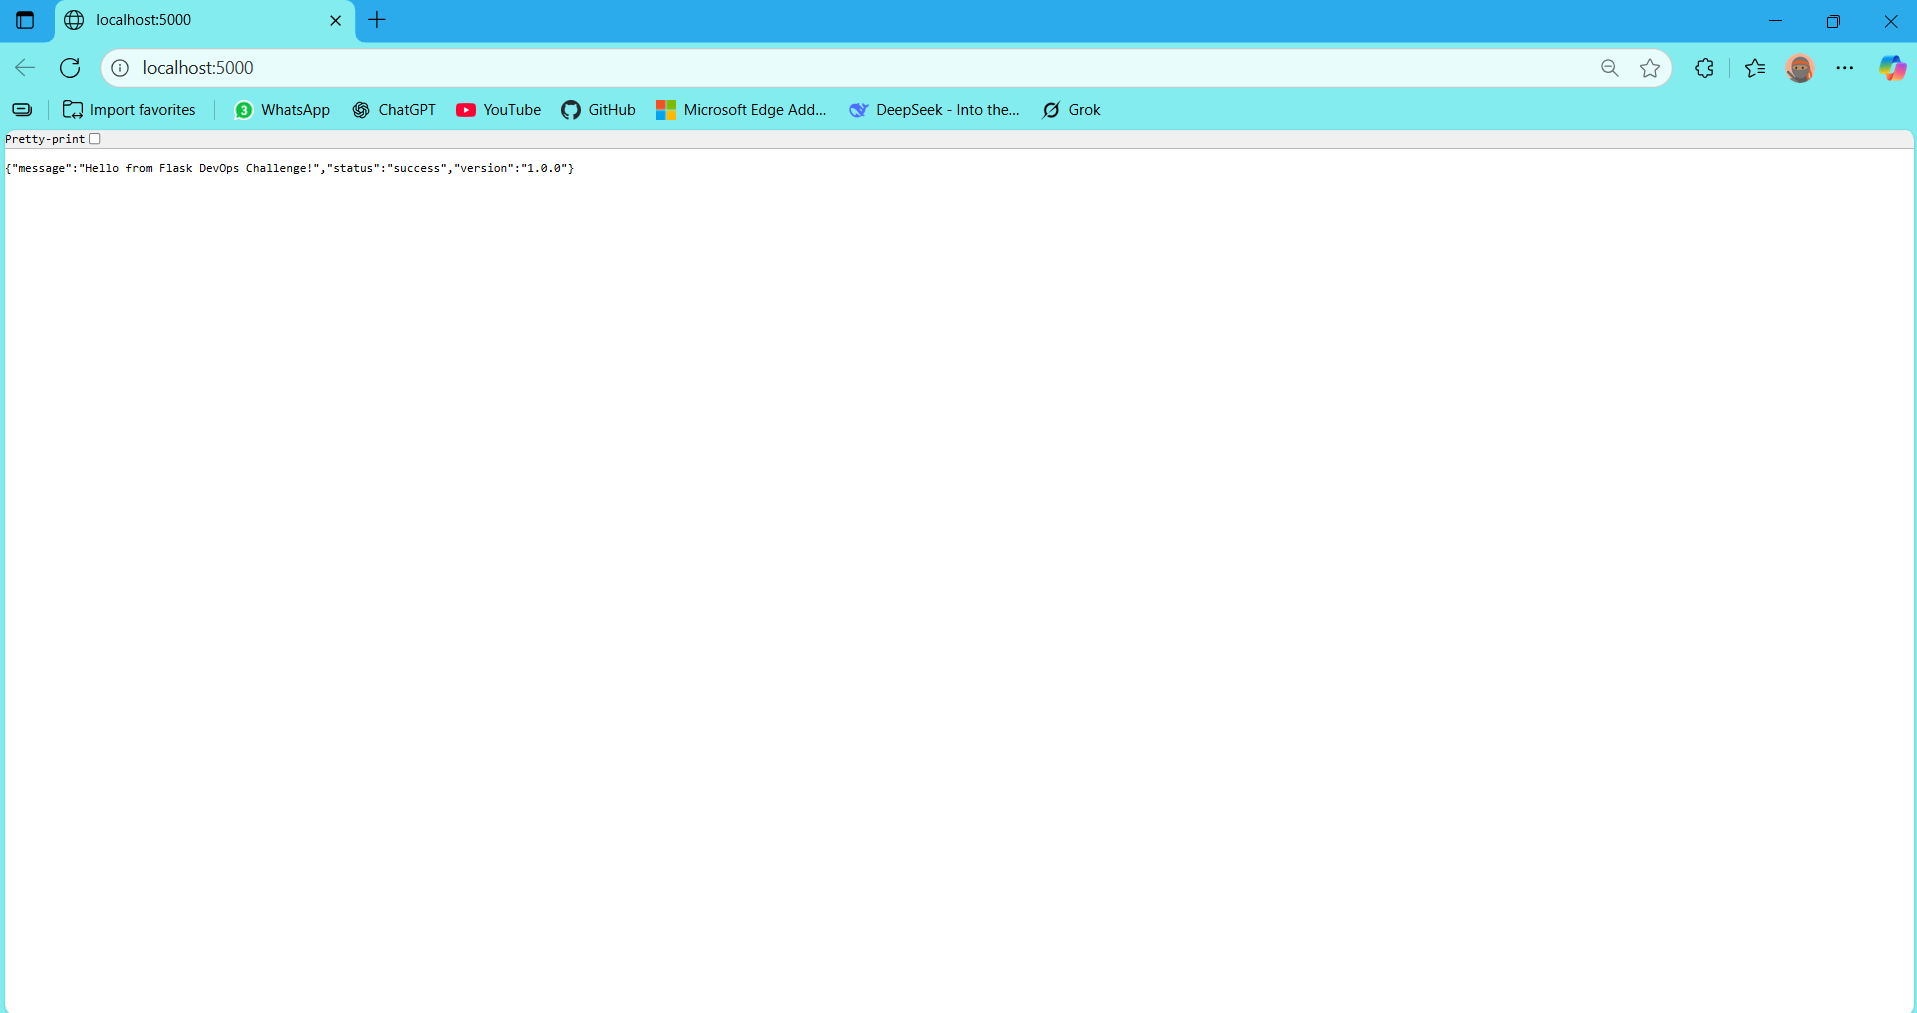 localhost:5000
localhost:5000
Import favorites 3 WhatsApp ChatGPT YouTube GitHub Microsoft Edge Add... DeepSeek - Into the... Grok
Pretty-print
{"message":"Hello from Flask DevOps Challenge!","status":"success","version":"1.0.0"}